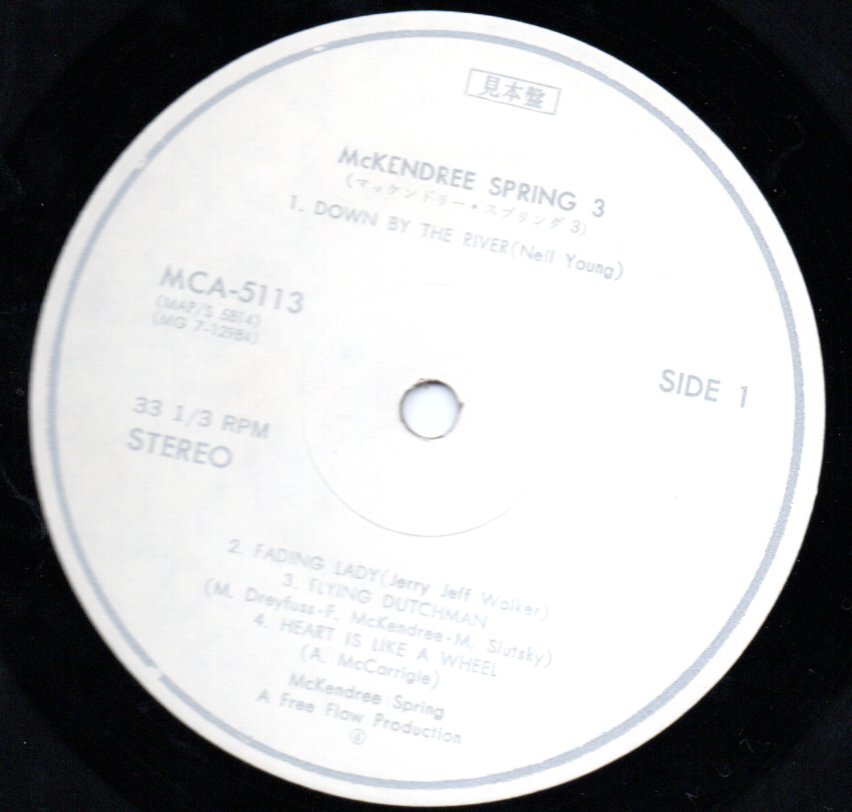 見本盤
McKENDREE SPRING 3
(マッケンドリー・スプリング 3)
1. DOWN BY THE RIVER(Neil Young)
MCA-5113
(MAP/S 5814)
(MG 7-12984)
SIDE 1
33 1/3 RPM
STEREO
2. FADING LADY(Jerry Jeff Walker)
3. FLYING DUTCHMAN
(M. Dreyfuss-F. McKendree-M. Slutsky)
4. HEART IS LIKE A WHEEL
(A. McCarrigle)
McKendree Spring
A Free Flow Production
④